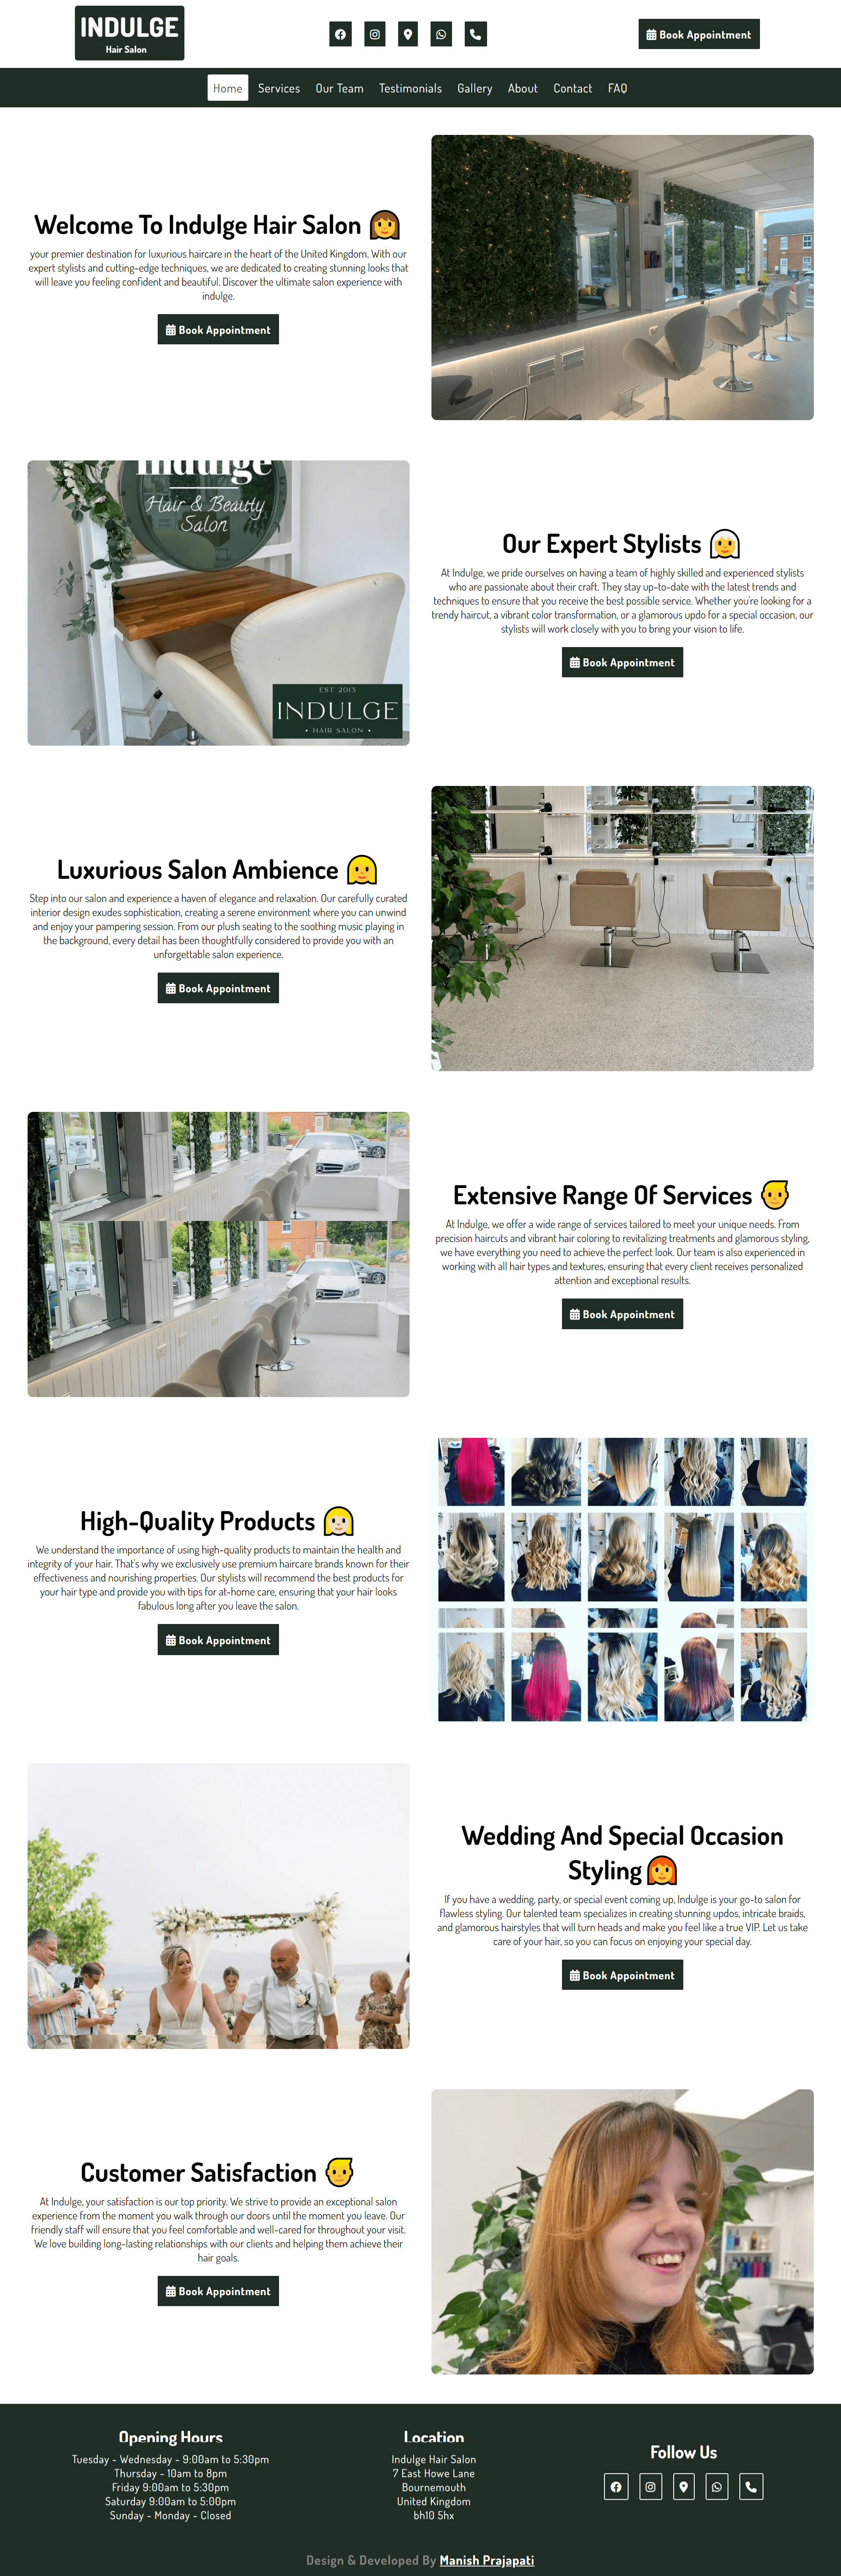 INDULGE
Hair Salon
Book Appointment
Home Services Our Team Testimonials Gallery About Contact FAQ
Welcome To Indulge Hair Salon
your premier destination for luxurious haircare in the heart of the United Kingdom. With our
expert stylists and cutting-edge techniques, we are dedicated to creating stunning looks that
will leave you feeling confident and beautiful. Discover the ultimate salon experience with
indulge.
Book Appointment
Indulge
Hair & Beauty
Salon
EST 2013
INDULGE
• HAIR SALON •
Our Expert Stylists
At Indulge, we pride ourselves on having a team of highly skilled and experienced stylists
who are passionate about their craft. They stay up-to-date with the latest trends and
techniques to ensure that you receive the best possible service. Whether you're looking for a
trendy haircut, a vibrant color transformation, or a glamorous updo for a special occasion, our
stylists will work closely with you to bring your vision to life.
Book Appointment
Luxurious Salon Ambience
Step into our salon and experience a haven of elegance and relaxation. Our carefully curated
interior design exudes sophistication, creating a serene environment where you can unwind
and enjoy your pampering session. From our plush seating to the soothing music playing in
the background, every detail has been thoughtfully considered to provide you with an
unforgettable salon experience.
Book Appointment
Extensive Range Of Services
At Indulge, we offer a wide range of services tailored to meet your unique needs. From
precision haircuts and vibrant hair coloring to revitalizing treatments and glamorous styling,
we have everything you need to achieve the perfect look. Our team is also experienced in
working with all hair types and textures, ensuring that every client receives personalized
attention and exceptional results.
Book Appointment
High-Quality Products
We understand the importance of using high-quality products to maintain the health and
integrity of your hair. That's why we exclusively use premium haircare brands known for their
effectiveness and nourishing properties. Our stylists will recommend the best products for
your hair type and provide you with tips for at-home care, ensuring that your hair looks
fabulous long after you leave the salon.
Book Appointment
Wedding And Special Occasion
Styling
If you have a wedding, party, or special event coming up, Indulge is your go-to salon for
flawless styling. Our talented team specializes in creating stunning updos, intricate braids,
and glamorous hairstyles that will turn heads and make you feel like a true VIP. Let us take
care of your hair, so you can focus on enjoying your special day.
Book Appointment
Customer Satisfaction
At Indulge, your satisfaction is our top priority. We strive to provide an exceptional salon
experience from the moment you walk through our doors until the moment you leave. Our
friendly staff will ensure that you feel comfortable and well-cared for throughout your visit.
We love building long-lasting relationships with our clients and helping them achieve their
hair goals.
Book Appointment
Opening Hours
Tuesday - Wednesday - 9:00am to 5:30pm
Thursday - 10am to 8pm
Friday 9:00am to 5:30pm
Saturday 9:00am to 5:00pm
Sunday - Monday - Closed
Location
Indulge Hair Salon
7 East Howe Lane
Bournemouth
United Kingdom
bh10 5hx
Follow Us
Design & Developed By Manish Prajapati